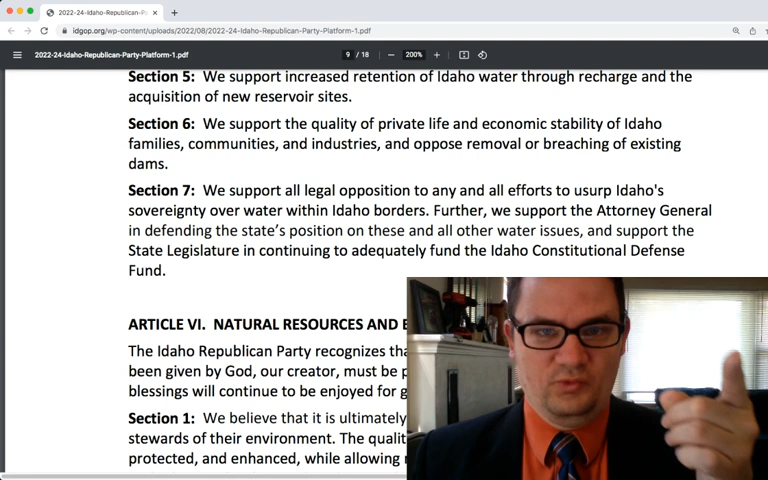 2022-24-Idaho-Republican-P
idgop.org/wp-content/uploads/2022/08/2022-24-Idaho-Republican-Party-Platform-1.pdf
2022-24-Idaho-Republican-Party-Platform-1.pdf
9 / 18
200%
Section 5: We support increased retention of Idaho water through recharge and the
acquisition of new reservoir sites.
Section 6: We support the quality of private life and economic stability of Idaho
families, communities, and industries, and oppose removal or breaching of existing
dams.
Section 7: We support all legal opposition to any and all efforts to usurp Idaho's
sovereignty over water within Idaho borders. Further, we support the Attorney General
in defending the state's position on these and all other water issues, and support the
State Legislature in continuing to adequately fund the Idaho Constitutional Defense
Fund.
ARTICLE VI. NATURAL RESOURCES AND
The Idaho Republican Party recognizes tha
been given by God, our creator, must be p
blessings will continue to be enjoyed for g
Section 1: We believe that it is ultimately
stewards of their environment. The qualit
protected, and enhanced, while allowing